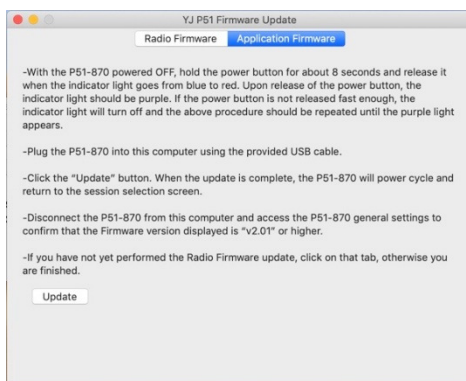 YJ P51 Firmware Update
Radio Firmware Application Firmware
-With the P51-870 powered OFF, hold the power button for about 8 seconds and release it
when the indicator light goes from blue to red. Upon release of the power button, the
indicator light should be purple. If the power button is not released fast enough, the
indicator light will turn off and the above procedure should be repeated until the purple light
appears.
-Plug the P51-870 into this computer using the provided USB cable.
-Click the “Update” button. When the update is complete, the P51-870 will power cycle and
return to the session selection screen.
-Disconnect the P51-870 from this computer and access the P51-870 general settings to
confirm that the Firmware version displayed is “v2.01” or higher.
-If you have not yet performed the Radio Firmware update, click on that tab, otherwise you
are finished.
Update